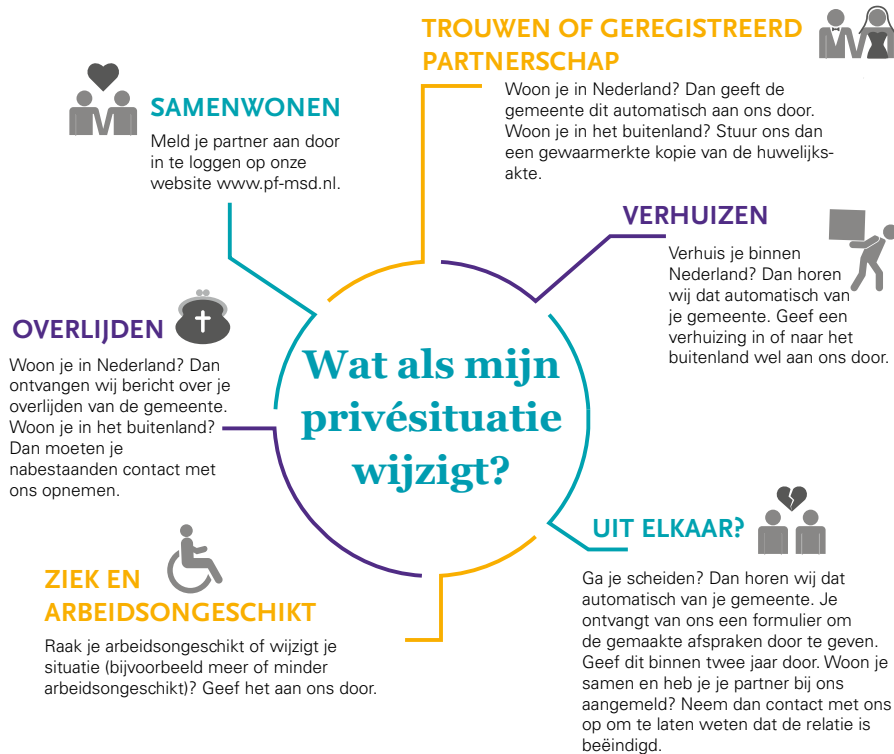 TROUWEN OF GEREGISTREERD
PARTNERSCHAP
Woon je in Nederland? Dan geeft de
gemeente dit automatisch aan ons door.
Woon je in het buitenland? Stuur ons dan
een gewaarmerkte kopie van de huwelijks-
akte.
SAMENWONEN
Meld je partner aan door
in te loggen op onze
website www.pf-msd.nl.
VERHUIZEN
Verhuis je binnen
Nederland? Dan horen
wij dat automatisch van
je gemeente. Geef een
verhuizing in of naar het
buitenland wel aan ons door.
OVERLIJDEN
Woon je in Nederland? Dan
ontvangen wij bericht over je
overlijden van de gemeente.
Woon je in het buitenland?
Dan moeten je
nabestaanden contact met
ons opnemen.
Wat als mijn
privésituatie
wijzigt?
UIT ELKAAR?
Ga je scheiden? Dan horen wij dat
automatisch van je gemeente. Je
ontvangt van ons een formulier om
de gemaakte afspraken door te geven.
Geef dit binnen twee jaar door. Woon je
samen en heb je je partner bij ons
aangemeld? Neem dan contact met ons
op om te laten weten dat de relatie is
beëindigd.
ZIEK EN
ARBEIDSONGESCHIKT
Raak je arbeidsongeschikt of wijzigt je
situatie (bijvoorbeeld meer of minder
arbeidsongeschikt)? Geef het aan ons door.